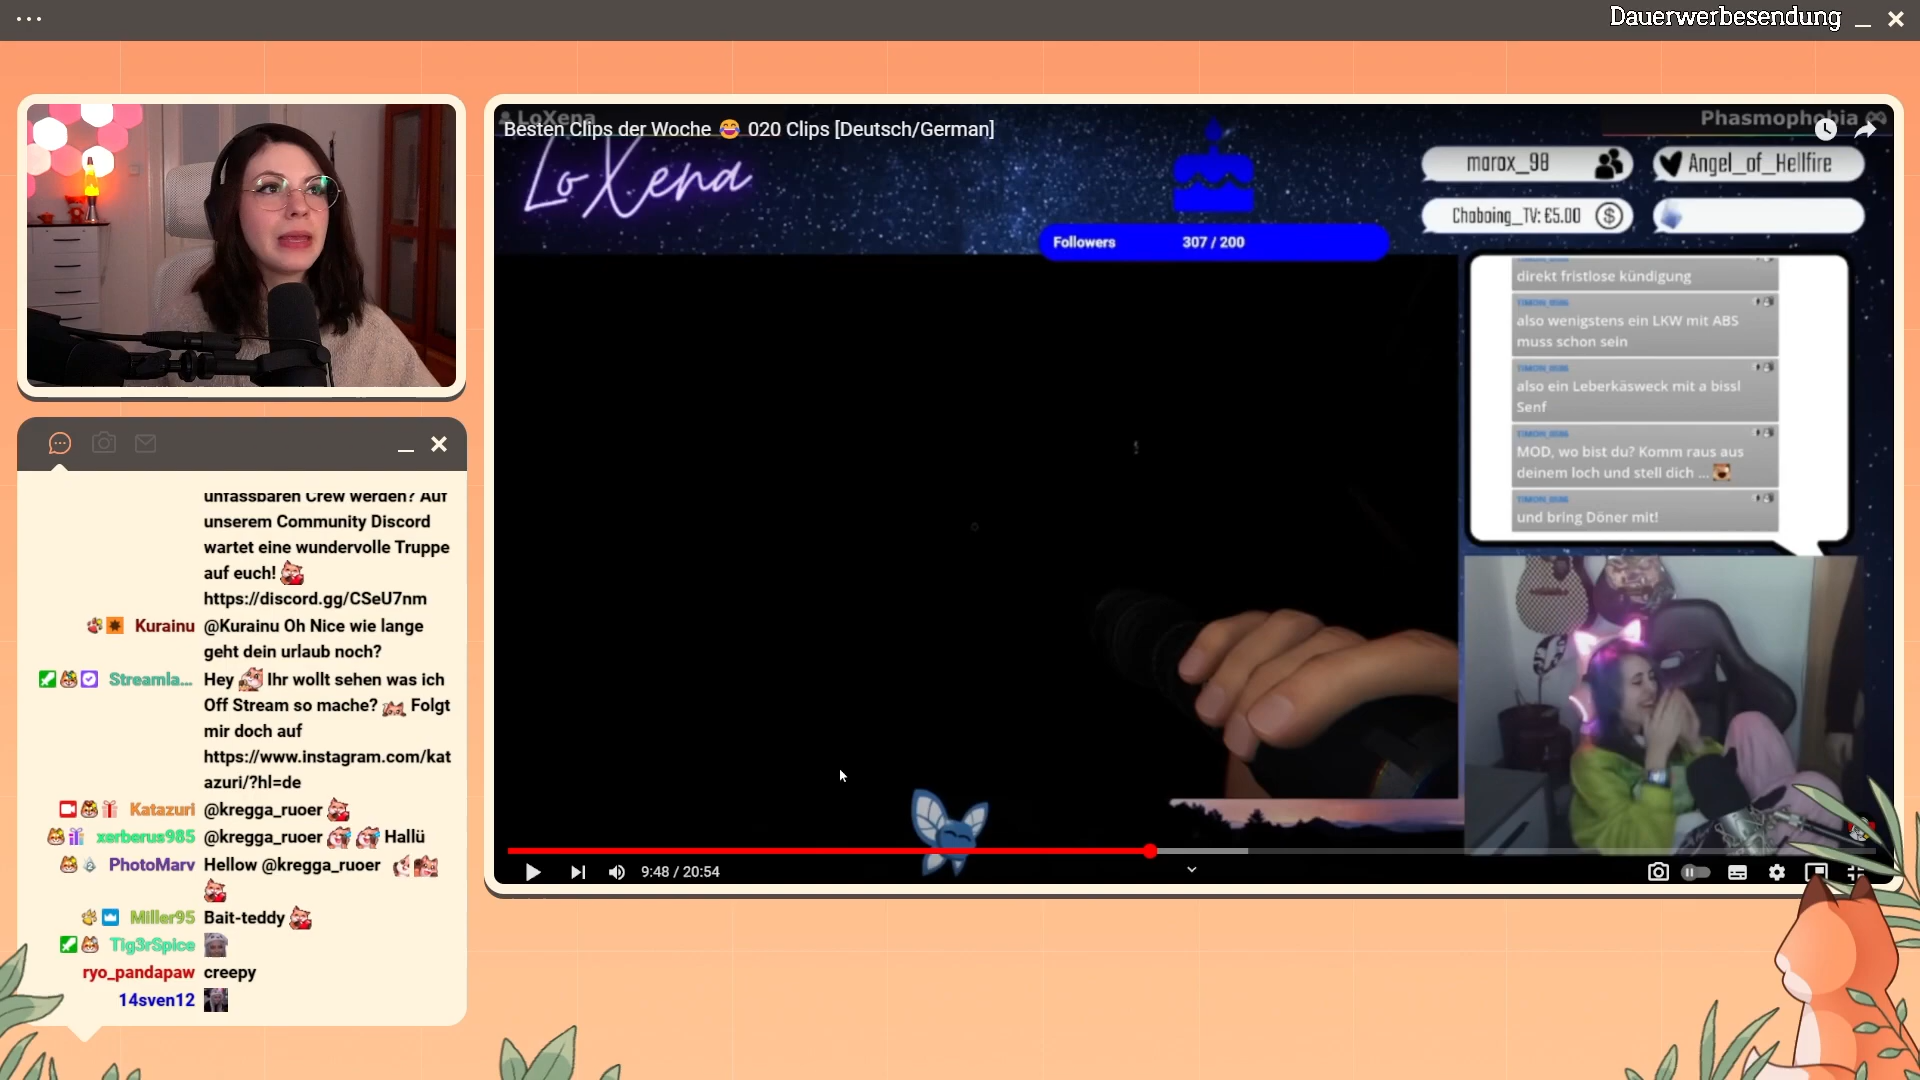 Dauerwerbesendung
LoXena
Phasmophobia
Besten Clips der Woche 😂 020 Clips [Deutsch/German]
LoXena
marax_98
Angel_of_Hellfire
Choboing_TV: €5.00
Followers 307 / 200
direkt fristlose kündigung
also wenigstens ein LKW mit ABS
muss schon sein
also ein Leberkäsweck mit a bissl
Senf
MOD, wo bist du? Komm raus aus
deinem loch und stell dich ...
und bring Döner mit!
unfassbaren Crew werden? Auf
unserem Community Discord
wartet eine wundervolle Truppe
auf euch!
https://discord.gg/CSeU7nm
Kurainu @Kurainu Oh Nice wie lange
geht dein urlaub noch?
Streamla... Hey Ihr wollt sehen was ich
Off Stream so mache? Folgt
mir doch auf
https://www.instagram.com/kat
azuri/?hl=de
Katazuri @kregga_ruoer
xerberus985 @kregga_ruoer Hallü
PhotoMarv Hellow @kregga_ruoer
Miller95 Bait-teddy
Tig3rSpice
ryo_pandapaw creepy
14sven12
9:48 / 20:54